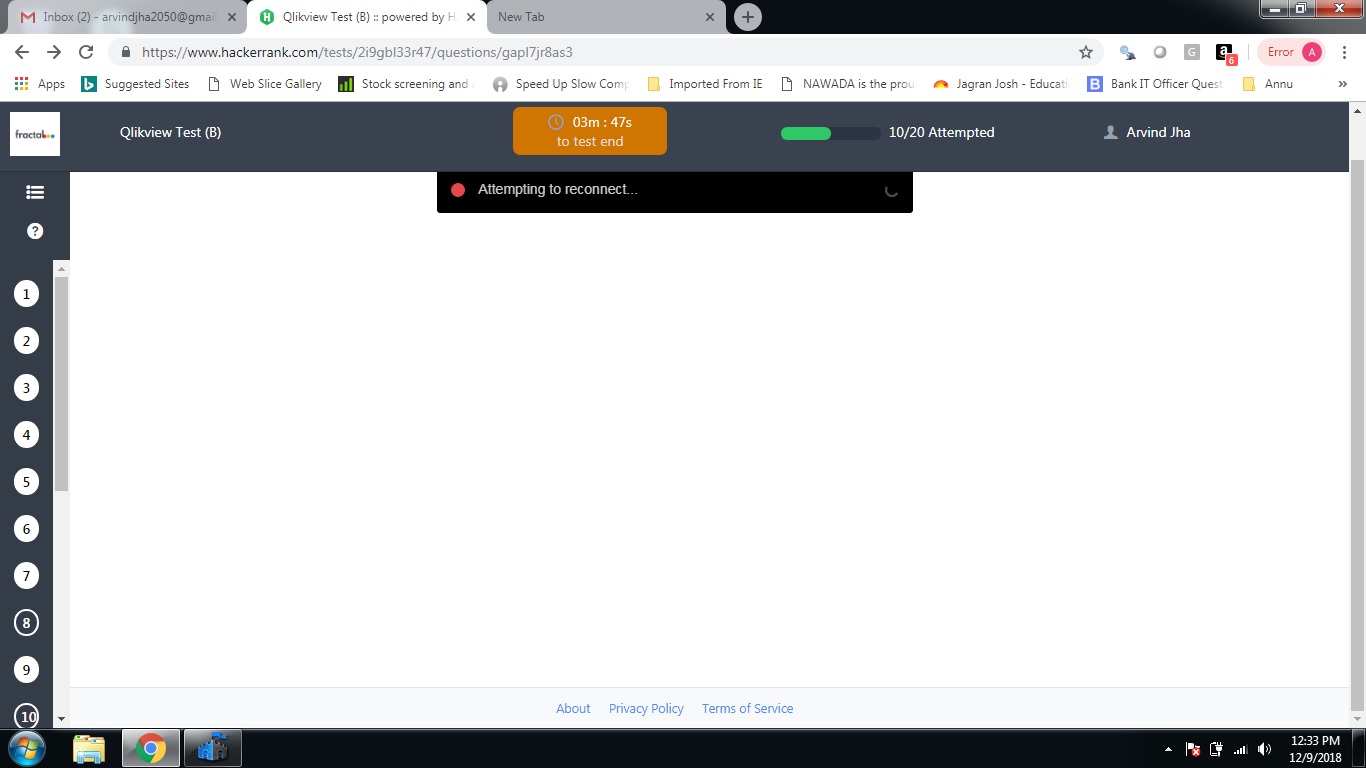 Inbox (2) - arvindjha2050@gmail
Qlikview Test (B) :: powered by H
New Tab
https://www.hackerrank.com/tests/2i9gbl33r47/questions/gapl7jr8as3
G
a
6
Error
A
Apps
Suggested Sites
Web Slice Gallery
Stock screening and a
Speed Up Slow Comp
Imported From IE
NAWADA is the prou
Jagran Josh - Educati
B
Bank IT Officer Quest
Annu
»
fractal
Qlikview Test (B)
03m : 47s
to test end
10/20 Attempted
Arvind Jha
Attempting to reconnect...
?
1
2
3
4
5
6
7
8
9
10
About
Privacy Policy
Terms of Service
12:33 PM
12/9/2018